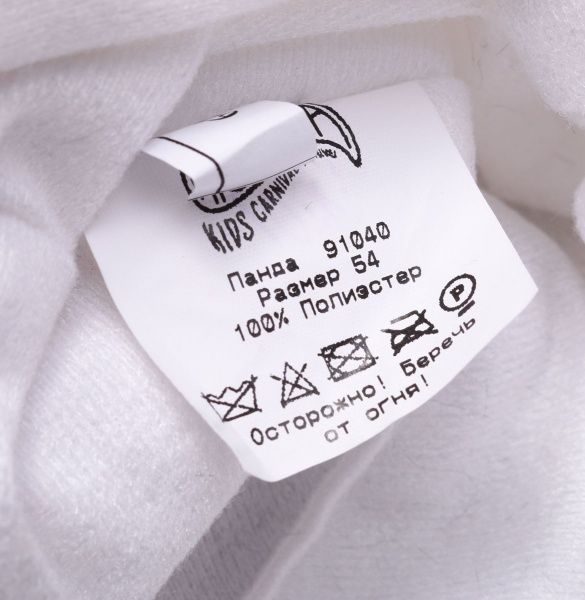 KIDS CARNIVAL
Панда 91040
Размер 54
100% Полиэстер
P
Осторожно! Беречь
от огня!